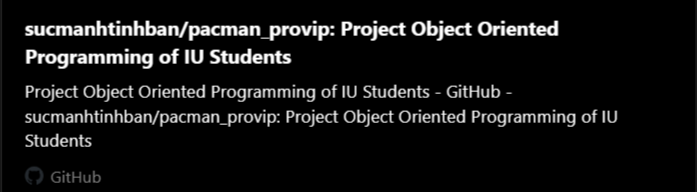 sucmanhtinhban/pacman_provip: Project Object Oriented
Programming of IU Students
Project Object Oriented Programming of IU Students - GitHub -
sucmanhtinhban/pacman_provip: Project Object Oriented Programming of IU
Students
GitHub